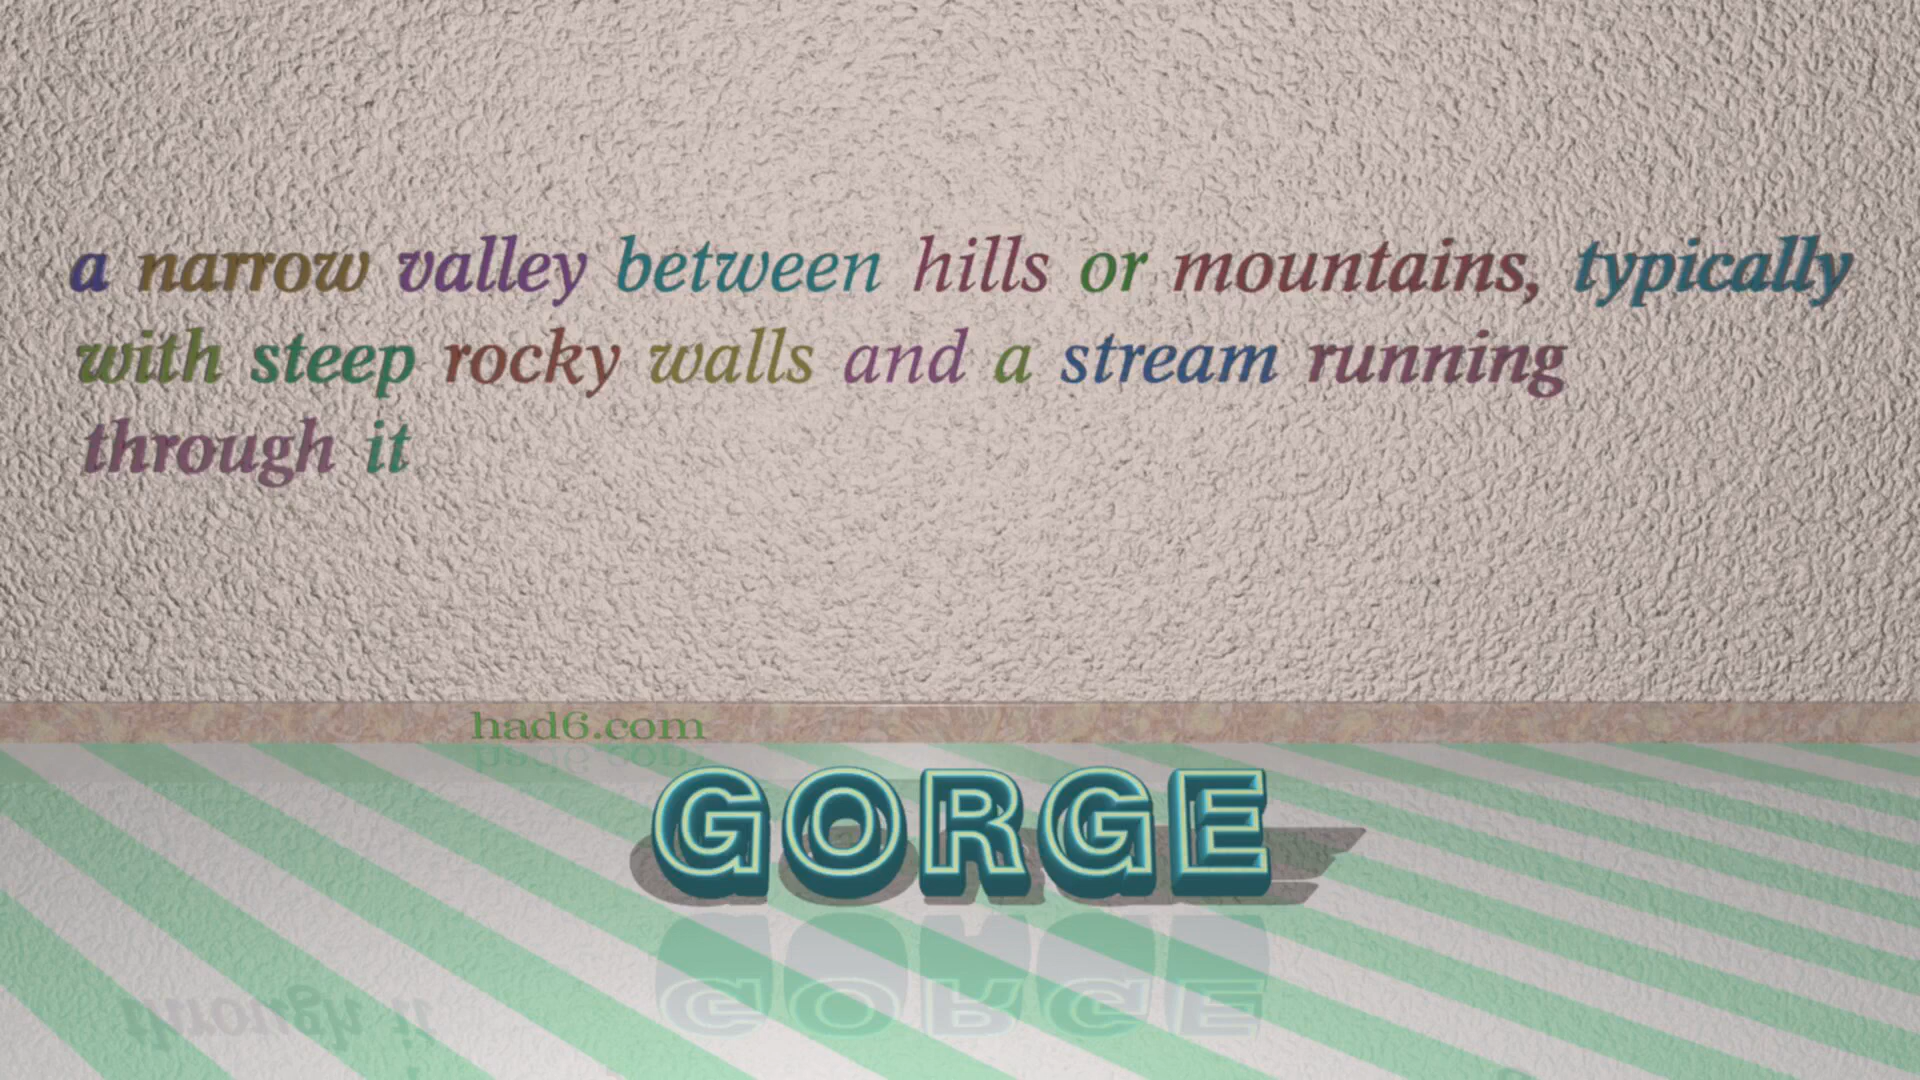 a narrow valley between hills or mountains, typically
with steep rocky walls and a stream running
through it
had6.com
GORGE